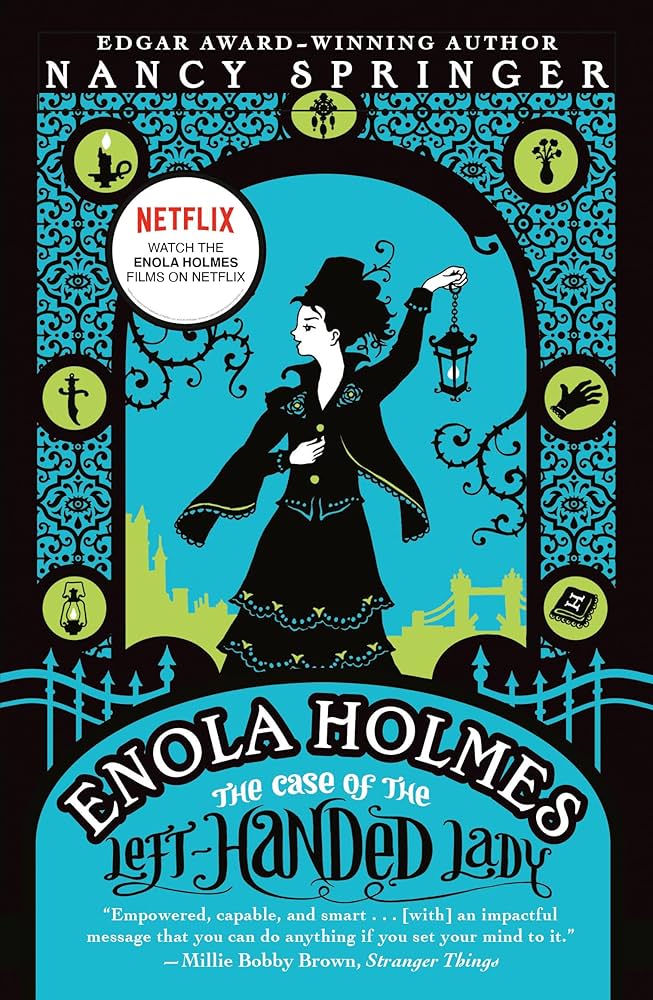 EDGAR AWARD–WINNING AUTHOR
NANCY SPRINGER
NETFLIX
WATCH THE
ENOLA HOLMES
FILMS ON NETFLIX
H
ENOLA HOLMES
THE CASE OF THE
LEFT-HANDED LADY
“Empowered, capable, and smart . . . [with] an impactful
message that you can do anything if you set your mind to it.”
—Millie Bobby Brown, Stranger Things